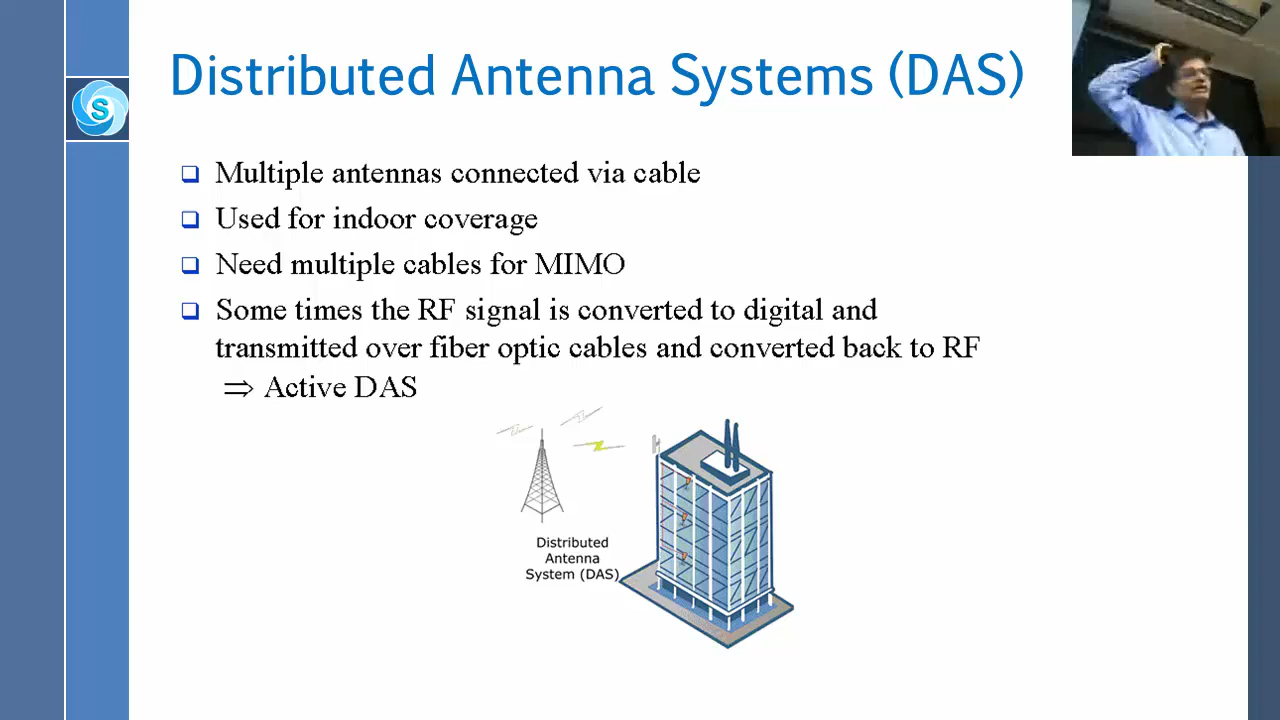 Distributed Antenna Systems (DAS)
S
Multiple antennas connected via cable
Used for indoor coverage
Need multiple cables for MIMO
Some times the RF signal is converted to digital and
transmitted over fiber optic cables and converted back to RF
⇒ Active DAS
Distributed
Antenna
System (DAS)